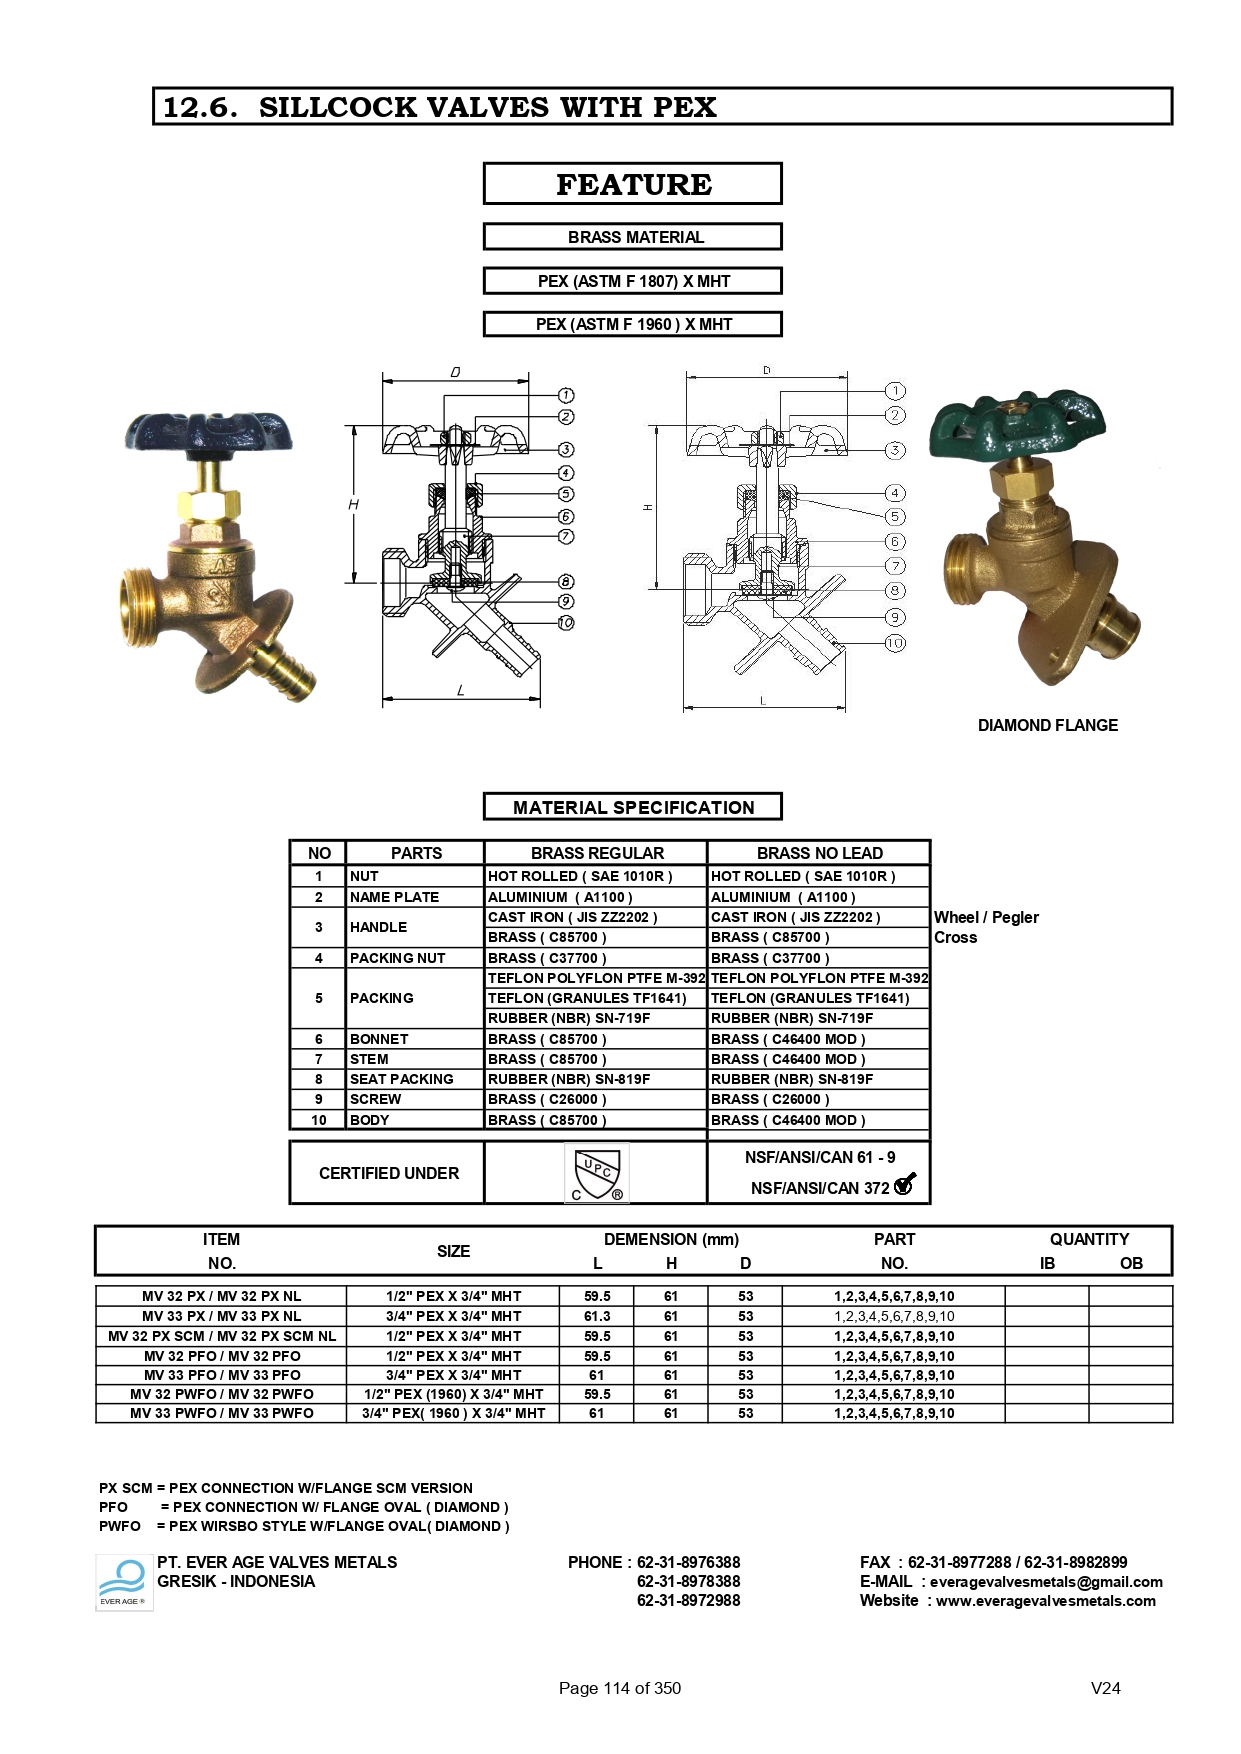 12.6. SILLCOCK VALVES WITH PEX
FEATURE
BRASS MATERIAL
PEX (ASTM F 1807) X MHT
PEX (ASTM F 1960 ) X MHT
D
1
2
3
4
5
6
7
8
9
10
H
L
D
1
2
3
4
5
6
7
8
9
10
H
L
DIAMOND FLANGE
MATERIAL SPECIFICATION
NO PARTS BRASS REGULAR BRASS NO LEAD
1 NUT HOT ROLLED ( SAE 1010R ) HOT ROLLED ( SAE 1010R )
2 NAME PLATE ALUMINIUM ( A1100 ) ALUMINIUM ( A1100 )
3 HANDLE CAST IRON ( JIS ZZ2202 ) CAST IRON ( JIS ZZ2202 ) Wheel / Pegler
BRASS ( C85700 ) BRASS ( C85700 ) Cross
4 PACKING NUT BRASS ( C37700 ) BRASS ( C37700 )
5 PACKING TEFLON POLYFLON PTFE M-392 TEFLON POLYFLON PTFE M-392
TEFLON (GRANULES TF1641) TEFLON (GRANULES TF1641)
RUBBER (NBR) SN-719F RUBBER (NBR) SN-719F
6 BONNET BRASS ( C85700 ) BRASS ( C46400 MOD )
7 STEM BRASS ( C85700 ) BRASS ( C46400 MOD )
8 SEAT PACKING RUBBER (NBR) SN-819F RUBBER (NBR) SN-819F
9 SCREW BRASS ( C26000 ) BRASS ( C26000 )
10 BODY BRASS ( C85700 ) BRASS ( C46400 MOD )
CERTIFIED UNDER
UPC
C ®
NSF/ANSI/CAN 61 - 9
NSF/ANSI/CAN 372
ITEM NO. SIZE DEMENSION (mm) PART NO. QUANTITY
L H D IB OB
MV 32 PX / MV 32 PX NL 1/2" PEX X 3/4" MHT 59.5 61 53 1,2,3,4,5,6,7,8,9,10
MV 33 PX / MV 33 PX NL 3/4" PEX X 3/4" MHT 61.3 61 53 1,2,3,4,5,6,7,8,9,10
MV 32 PX SCM / MV 32 PX SCM NL 1/2" PEX X 3/4" MHT 59.5 61 53 1,2,3,4,5,6,7,8,9,10
MV 32 PFO / MV 32 PFO 1/2" PEX X 3/4" MHT 59.5 61 53 1,2,3,4,5,6,7,8,9,10
MV 33 PFO / MV 33 PFO 3/4" PEX X 3/4" MHT 61 61 53 1,2,3,4,5,6,7,8,9,10
MV 32 PWFO / MV 32 PWFO 1/2" PEX (1960) X 3/4" MHT 59.5 61 53 1,2,3,4,5,6,7,8,9,10
MV 33 PWFO / MV 33 PWFO 3/4" PEX( 1960 ) X 3/4" MHT 61 61 53 1,2,3,4,5,6,7,8,9,10
PX SCM = PEX CONNECTION W/FLANGE SCM VERSION
PFO = PEX CONNECTION W/ FLANGE OVAL ( DIAMOND )
PWFO = PEX WIRSBO STYLE W/FLANGE OVAL( DIAMOND )
EVER AGE ®
PT. EVER AGE VALVES METALS PHONE : 62-31-8976388 FAX : 62-31-8977288 / 62-31-8982899
GRESIK - INDONESIA 62-31-8978388 E-MAIL : everagevalvesmetals@gmail.com
62-31-8972988 Website : www.everagevalvesmetals.com
Page 114 of 350 V24